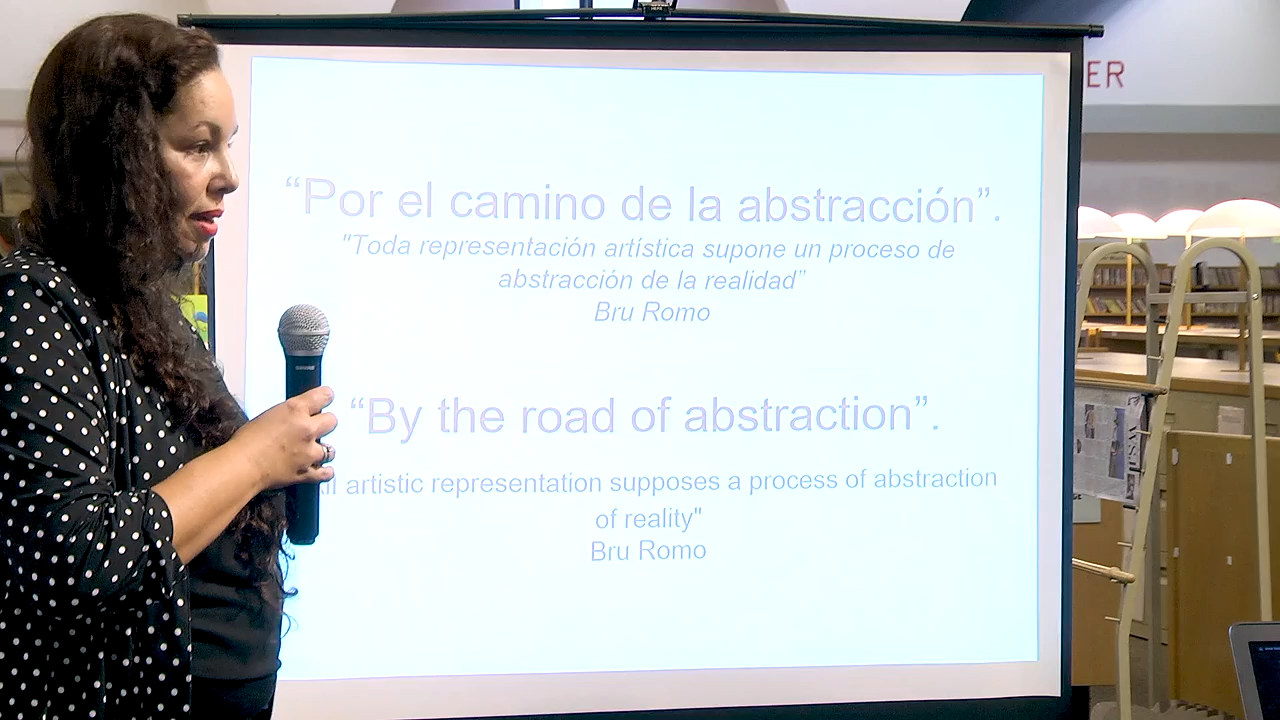 ER
“Por el camino de la abstracción”.
"Toda representación artística supone un proceso de
abstracción de la realidad”
Bru Romo
“By the road of abstraction”.
artistic representation supposes a process of abstraction
of reality"
Bru Romo
SHURE